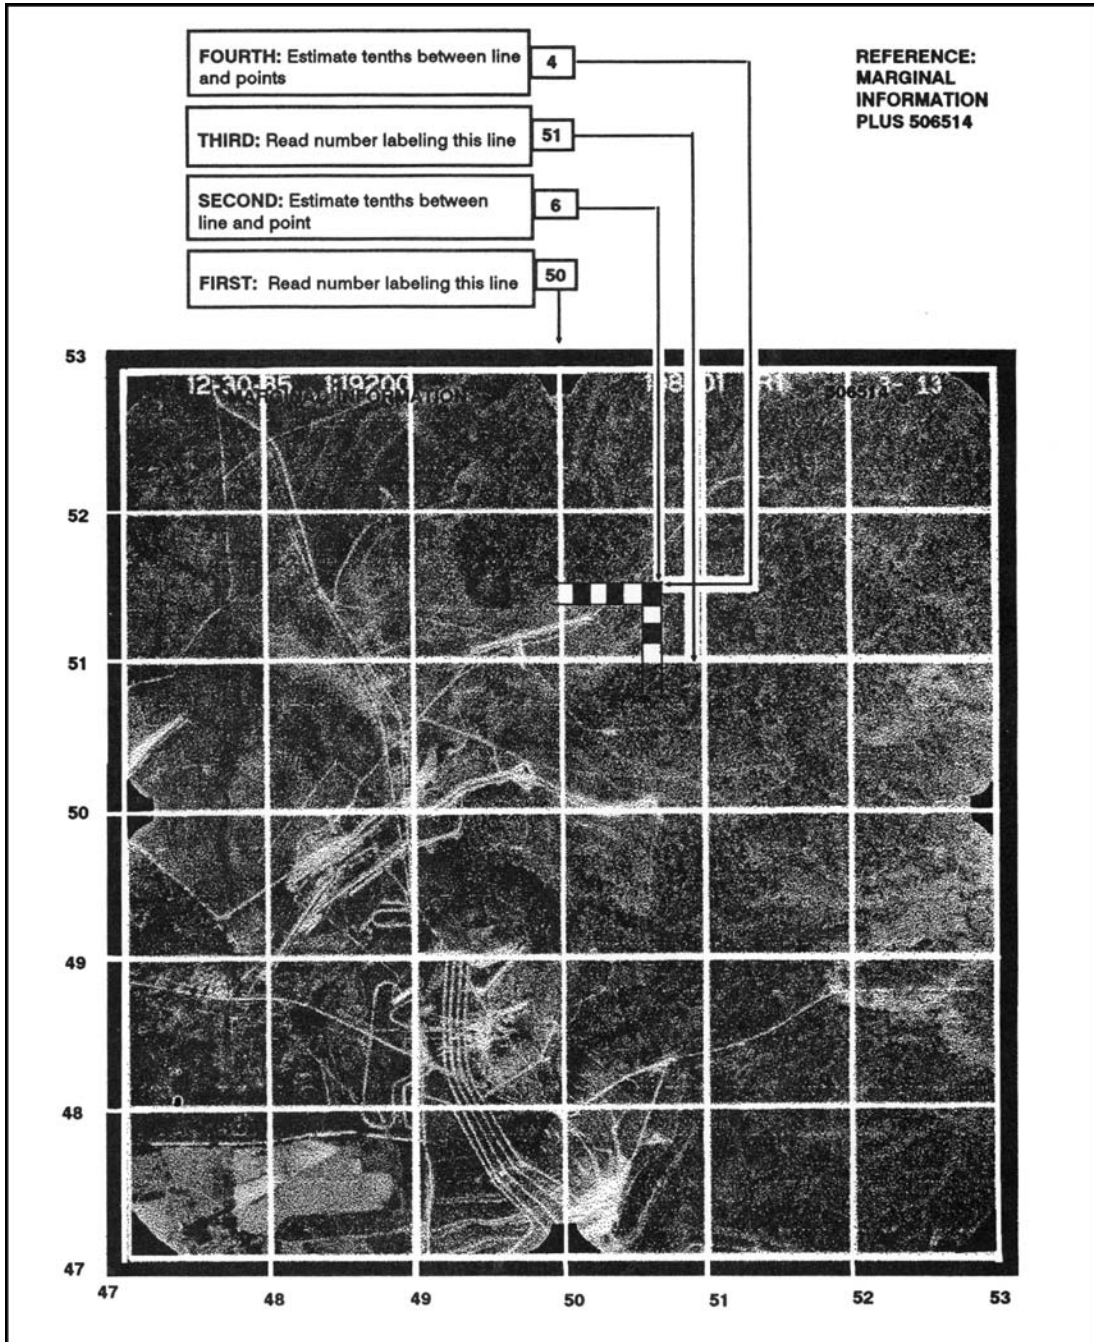 FOURTH: Estimate tenths between line
and points
4
THIRD: Read number labeling this line
51
SECOND: Estimate tenths between
line and point
6
FIRST: Read number labeling this line
50
REFERENCE:
MARGINAL
INFORMATION
PLUS 506514
12-30-85 1:19200
MARGINAL INFORMATION
506514
13
53
52
51
50
49
48
47
47
48
49
50
51
52
53